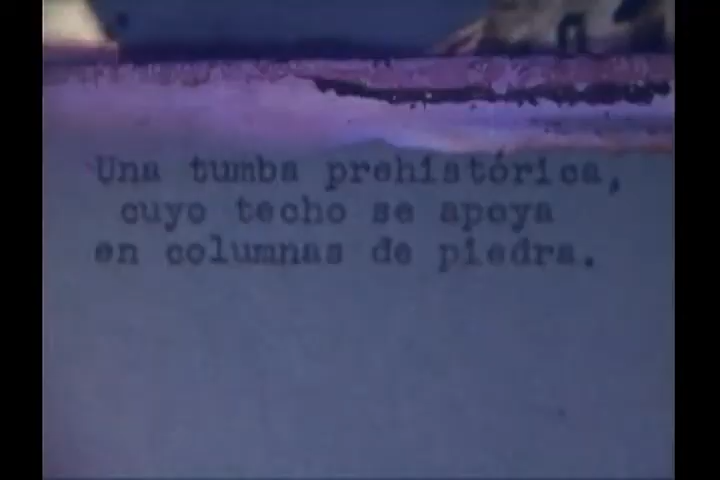 Una tumba prehistórica,
cuyo techo se apoya
en columnas de piedra.